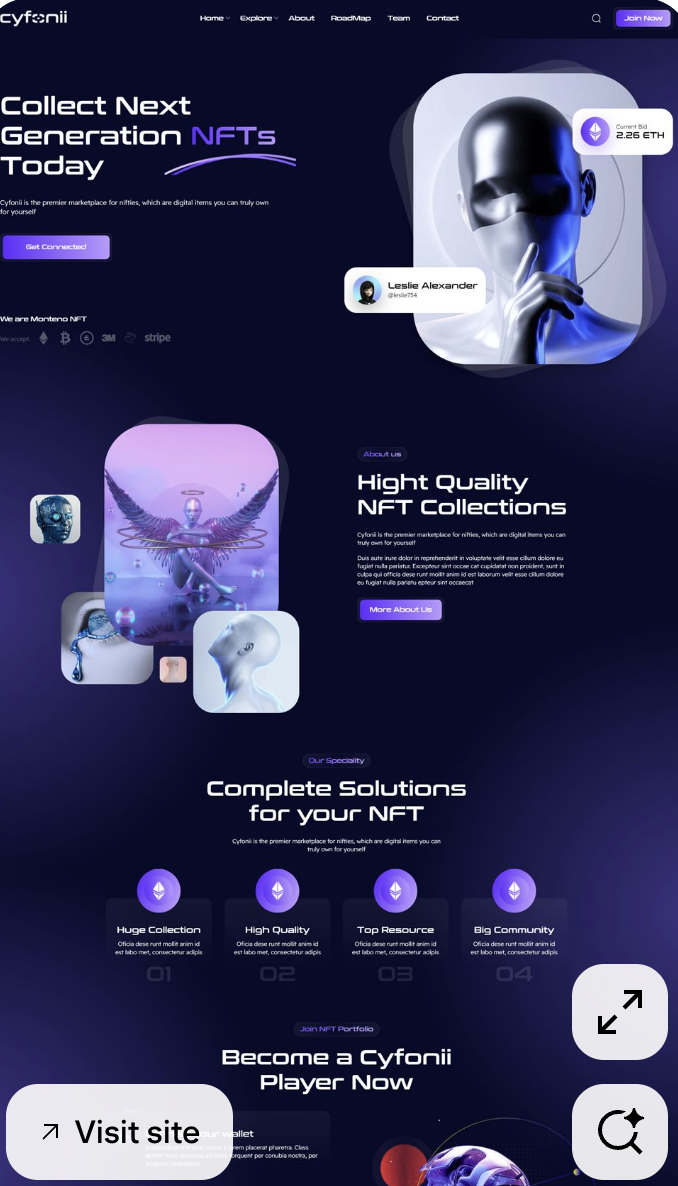 cyfonii
Home Explore About RoadMap Team Contact
Join Now
Collect Next
Generation NFTs
Today
Current Bid
2.26 ETH
Cyfonii is the premier marketplace for nifties, which are digital items you can truly own
for yourself
Get Connected
Leslie Alexander
@leslie754
We are Monteno NFT
We accept
3M stripe
About us
Hight Quality
NFT Collections
Cyfonii is the premier marketplace for nifties, which are digital items you can
truly own for yourself
Duis aute irure dolor in reprehenderit in voluptate velit esse cillum dolore eu
fugiat nulla pariatur. Excepteur sint occae cat cupidatat non proident, sunt in
culpa qui officia dese runt mollit anim id est laborum velit esse cillum dolore
eu fugiat nulla pariatu epteur sint occaecat
More About Us
Our Speciality
Complete Solutions
for your NFT
Cyfonii is the premier marketplace for nifties, which are digital items you can
truly own for yourself
Huge Collection
Oficia dese runt mollit anim id
est labo met, consectetur adipis
01
High Quality
Oficia dese runt mollit anim id
est labo met, consectetur adipis
02
Top Resource
Oficia dese runt mollit anim id
est labo met, consectetur adipis
03
Big Community
Oficia dese runt mollit anim id
est labo met, consectetur adipis
04
Join NFT Portfolio
Become a Cyfonii
Player Now
Visit site
wallet
lorem placerat pharetra. Class
torquent per conubia nostra, per